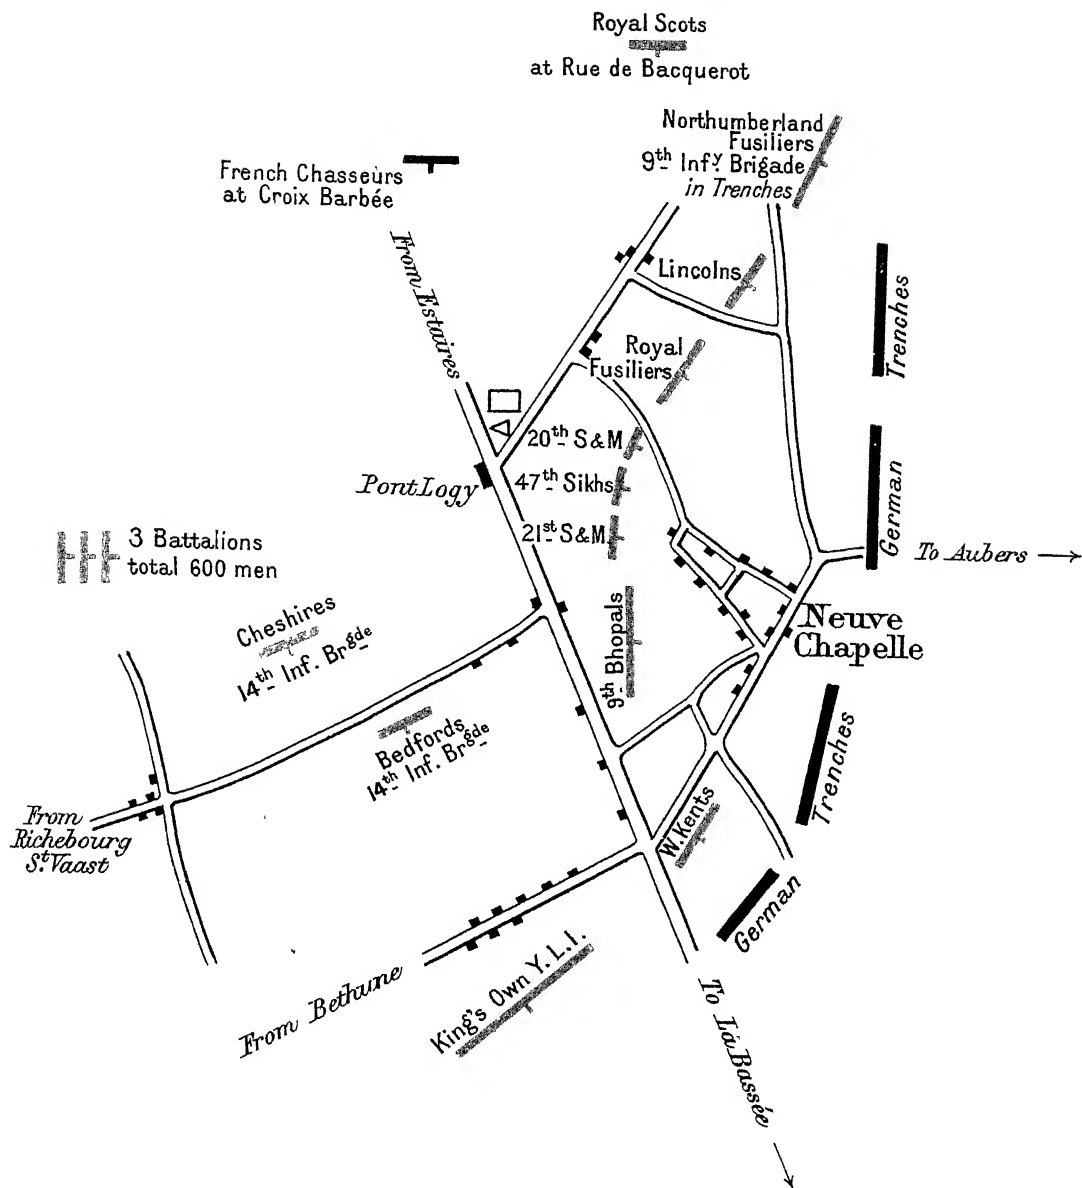 Royal Scots
at Rue de Bacquerot
Northumberland
Fusiliers
9th Infy Brigade
in Trenches
French Chasseurs
at Croix Barbée
From Estaires
Lincolns
Trenches
Royal
Fusiliers
20th S & M
47th Sikhs
21st S & M
Pont Logy
German
To Aubers
3 Battalions
total 600 men
Cheshires
14th Inf. Brgde
9th Bhopals
Neuve
Chapelle
Bedfords
14th Inf. Brgde
Trenches
From
Richebourg
St. Vaast
W. Kents
German
King's Own Y. L. I.
From Bethune
To La Bassée